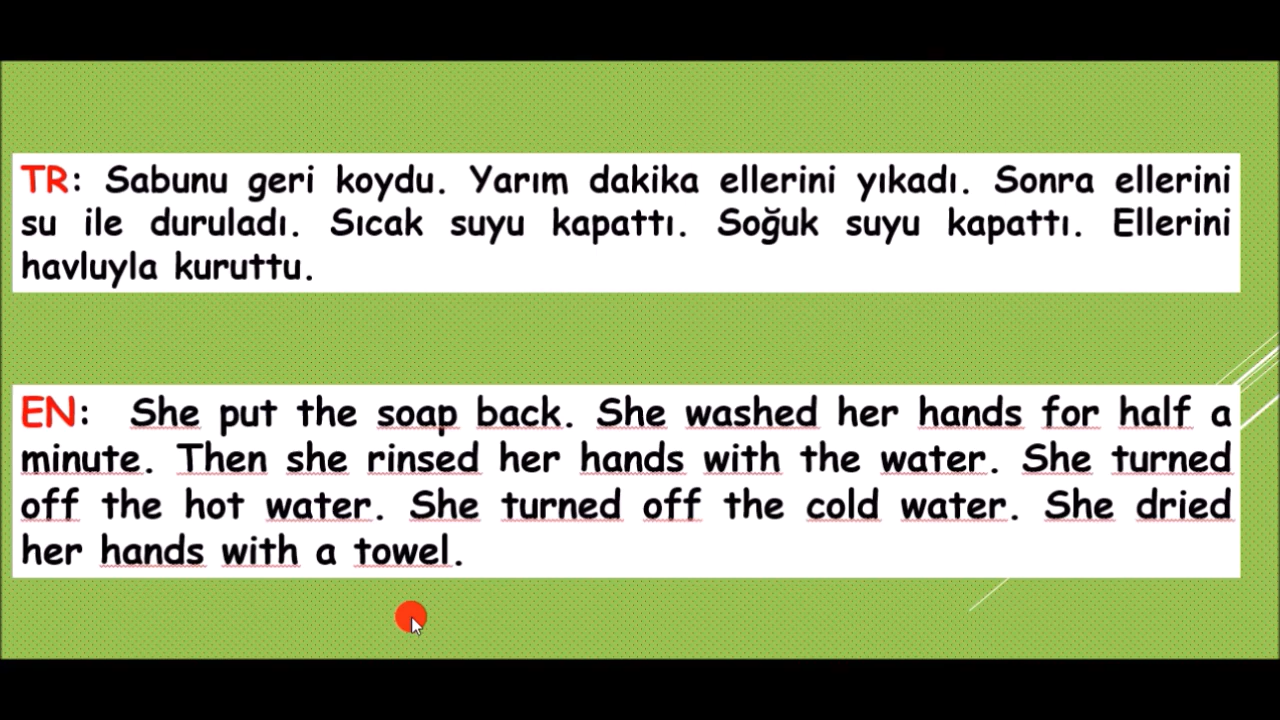 TR: Sabunu geri koydu. Yarım dakika ellerini yıkadı. Sonra ellerini
su ile duruladı. Sıcak suyu kapattı. Soğuk suyu kapattı. Ellerini
havluyla kuruttu.
EN: She put the soap back. She washed her hands for half a
minute. Then she rinsed her hands with the water. She turned
off the hot water. She turned off the cold water. She dried
her hands with a towel.